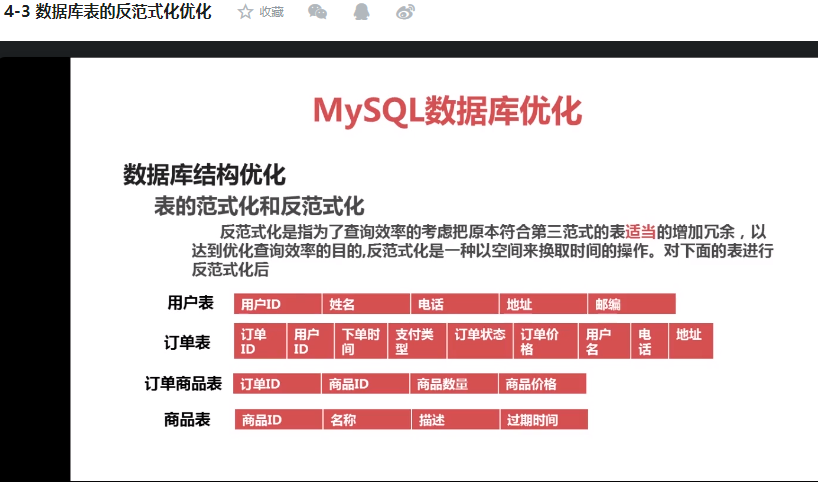 4-3 数据库表的反范式化优化 收藏
MySQL数据库优化
数据库结构优化
表的范式化和反范式化
反范式化是指为了查询效率的考虑把原本符合第三范式的表适当的增加冗余，以
达到优化查询效率的目的,反范式化是一种以空间来换取时间的操作。对下面的表进行
反范式化后
用户表 用户ID 姓名 电话 地址 邮编
订单表 订单ID 用户ID 下单时间 支付类型 订单状态 订单价格 用户名 电话 地址
订单商品表 订单ID 商品ID 商品数量 商品价格
商品表 商品ID 名称 描述 过期时间